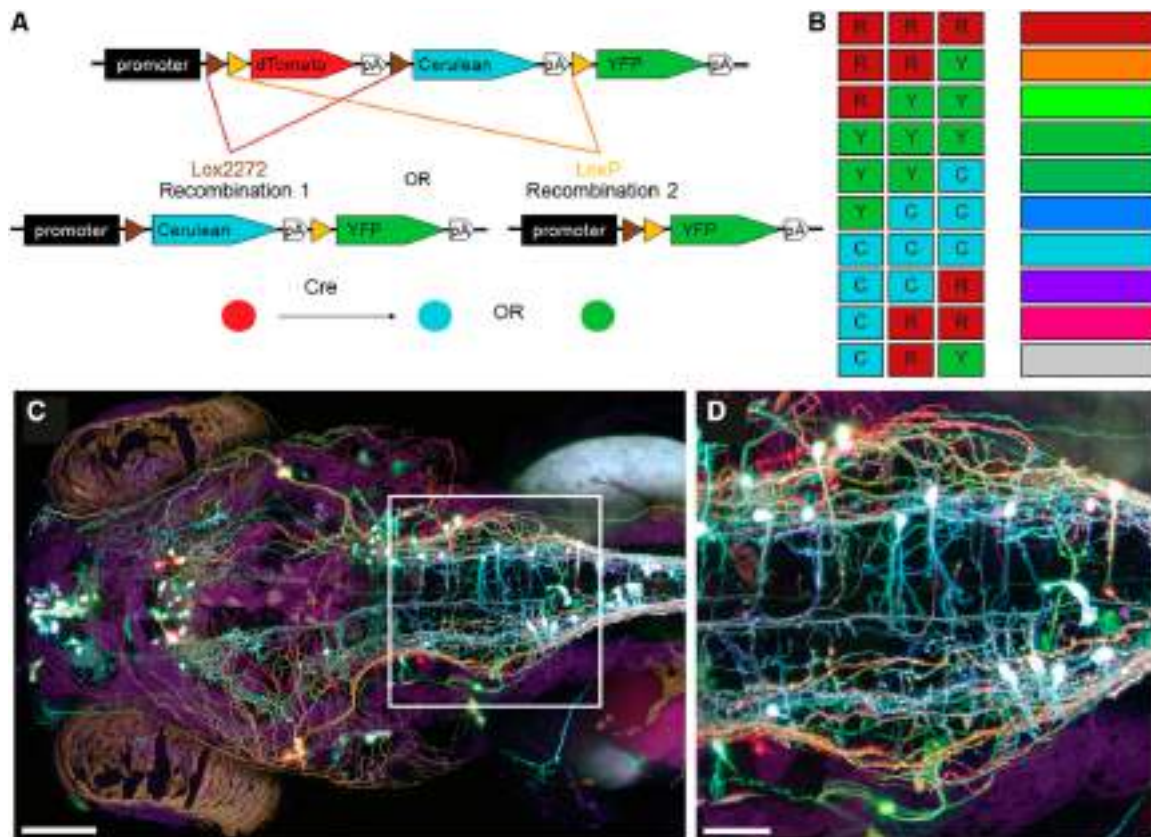 A
promoter dTomato pA Cerulean pA YFP pA
Lox2272 LoxP
Recombination 1 OR Recombination 2
promoter Cerulean pA YFP pA promoter YFP pA
Cre
OR
B
R R R
R R Y
R Y Y
Y Y Y
Y Y C
Y C C
C C C
C C R
C R R
C R Y
C
D